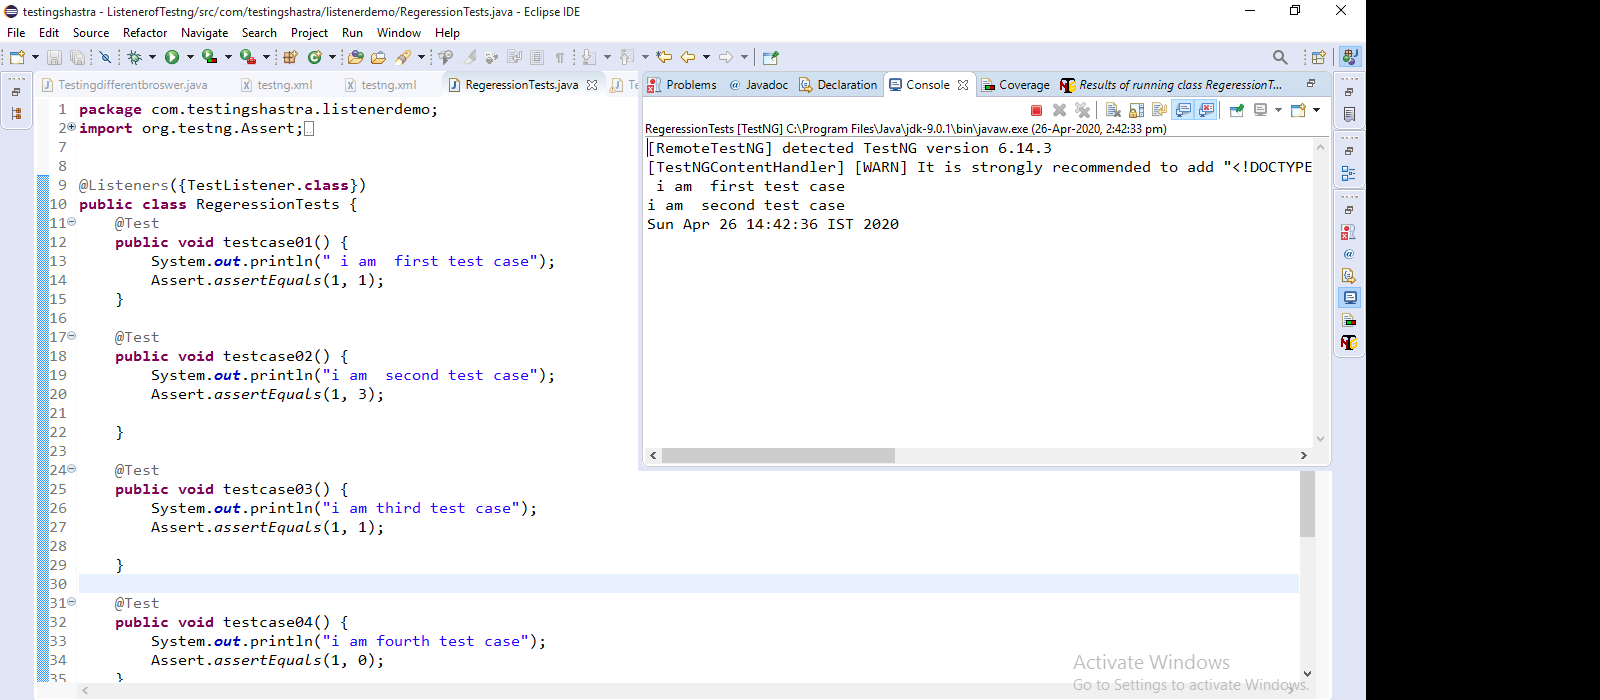 testingshastra - ListenerofTestng/src/com/testingshastra/listenerdemo/RegeressionTests.java - Eclipse IDE
File Edit Source Refactor Navigate Search Project Run Window Help
Testingdifferentbroswer.java testng.xml testng.xml RegeressionTests.java Te
Problems @ Javadoc Declaration Console Coverage Results of running class RegeressionT...
RegeressionTests [TestNG] C:\Program Files\Java\jdk-9.0.1\bin\javaw.exe (26-Apr-2020, 2:42:33 pm)
[RemoteTestNG] detected TestNG version 6.14.3
[TestNGContentHandler] [WARN] It is strongly recommended to add "<!DOCTYPE
 i am  first test case
i am  second test case
Sun Apr 26 14:42:36 IST 2020
1 package com.testingshastra.listenerdemo;
2 import org.testng.Assert;
7
8
9 @Listeners({TestListener.class})
10 public class RegeressionTests {
11     @Test
12     public void testcase01() {
13         System.out.println(" i am  first test case");
14         Assert.assertEquals(1, 1);
15     }
16
17     @Test
18     public void testcase02() {
19         System.out.println("i am  second test case");
20         Assert.assertEquals(1, 3);
21
22     }
23
24     @Test
25     public void testcase03() {
26         System.out.println("i am third test case");
27         Assert.assertEquals(1, 1);
28
29     }
30
31     @Test
32     public void testcase04() {
33         System.out.println("i am fourth test case");
34         Assert.assertEquals(1, 0);
35     }
Activate Windows
Go to Settings to activate Windows.